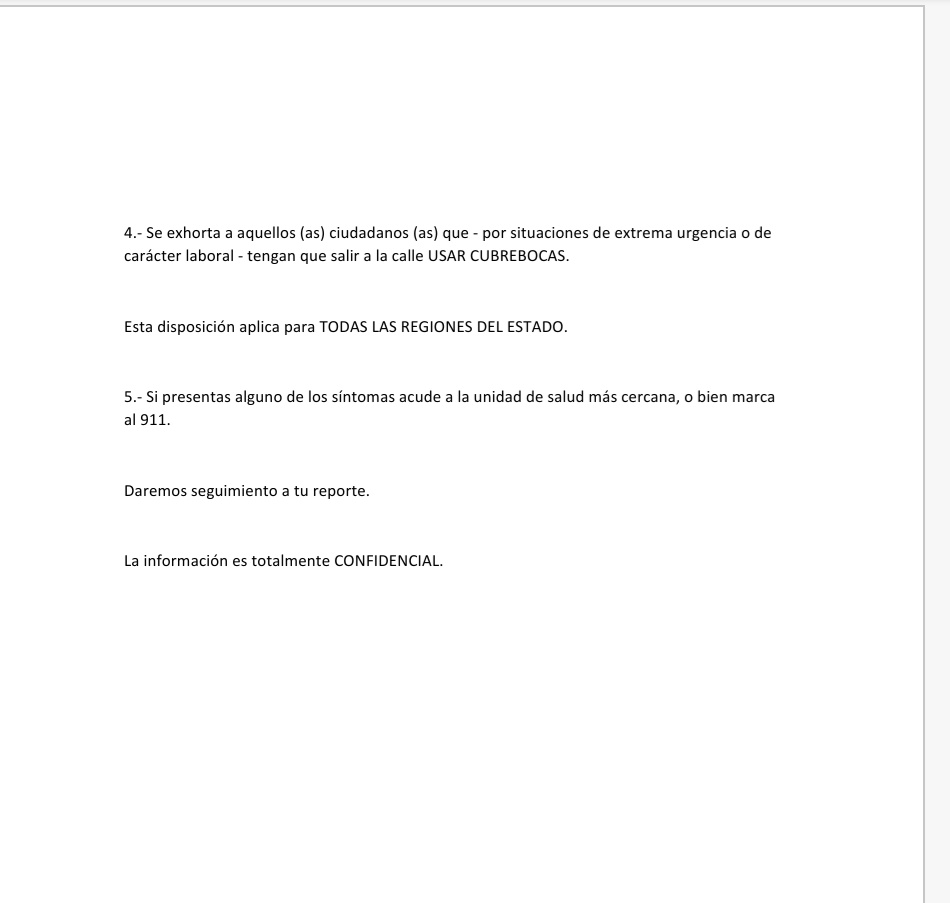 4.- Se exhorta a aquellos (as) ciudadanos (as) que - por situaciones de extrema urgencia o de
carácter laboral - tengan que salir a la calle USAR CUBREBOCAS.
Esta disposición aplica para TODAS LAS REGIONES DEL ESTADO.
5.- Si presentas alguno de los síntomas acude a la unidad de salud más cercana, o bien marca
al 911.
Daremos seguimiento a tu reporte.
La información es totalmente CONFIDENCIAL.